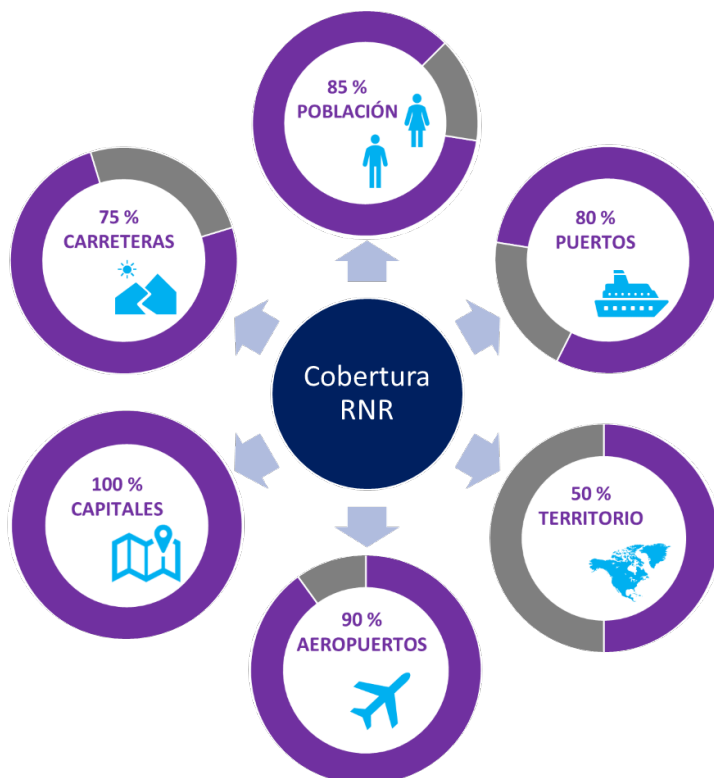 85 %
POBLACIÓN
75 %
CARRETERAS
80 %
PUERTOS
Cobertura
RNR
100 %
CAPITALES
50 %
TERRITORIO
90 %
AEROPUERTOS